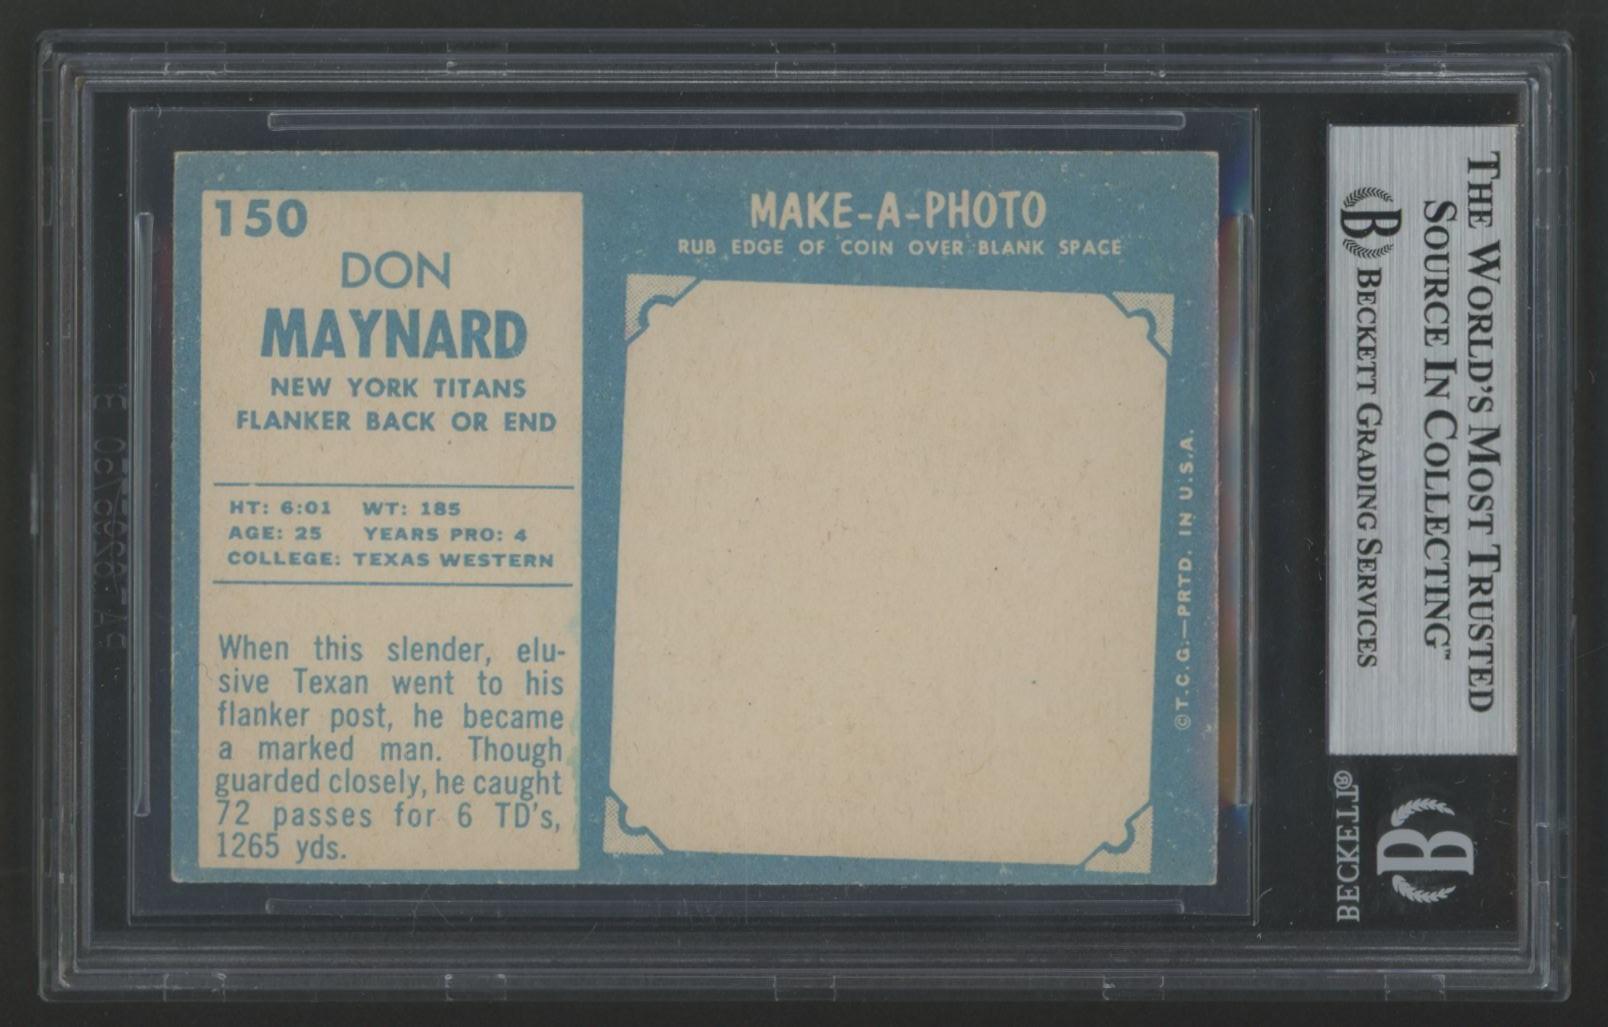 150
DON
MAYNARD
NEW YORK TITANS
FLANKER BACK OR END
HT: 6:01 WT: 185
AGE: 25 YEARS PRO: 4
COLLEGE: TEXAS WESTERN
When this slender, elu-
sive Texan went to his
flanker post, he became
a marked man. Though
guarded closely, he caught
72 passes for 6 TD's,
1265 yds.
MAKE-A-PHOTO
RUB EDGE OF COIN OVER BLANK SPACE
©T.C.G.—PRTD. IN U.S.A.
THE WORLD'S MOST TRUSTED
SOURCE IN COLLECTING™
B BECKETT GRADING SERVICES
B
BECKETT®